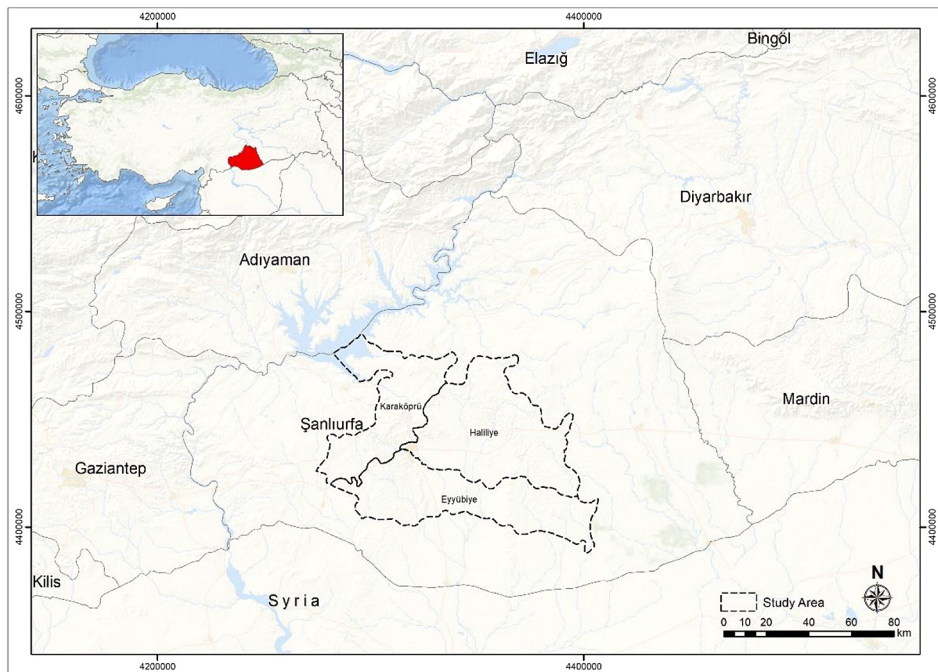 4200000
4400000
Bingöl
Elazığ
4600000
4600000
Diyarbakır
Adıyaman
4500000
4500000
Karaköprü
Mardin
Şanlıurfa
Haliliye
Gaziantep
Eyyübiye
4400000
4400000
Kilis
Syria
N
Study Area
0 10 20 40 60 80
km
4200000
4400000